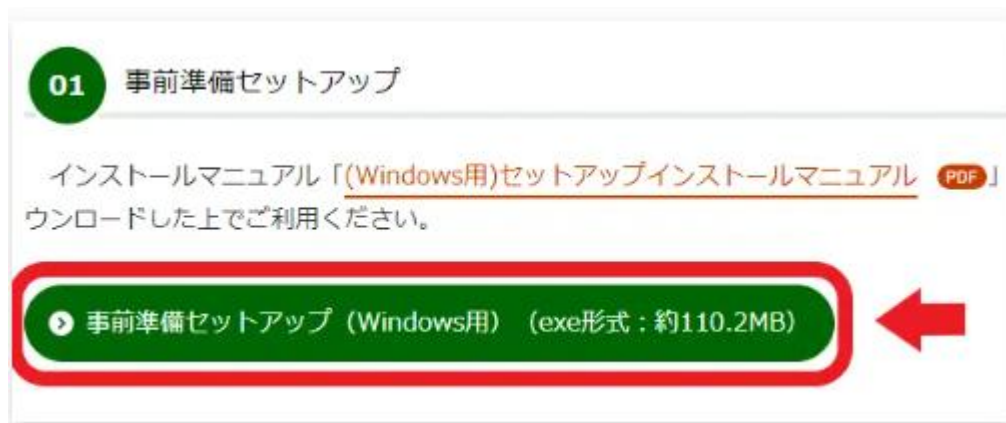 01 事前準備セットアップ
インストールマニュアル「(Windows用)セットアップインストールマニュアル PDF」
ウンロードした上でご利用ください。
事前準備セットアップ（Windows用）（exe形式：約110.2MB）